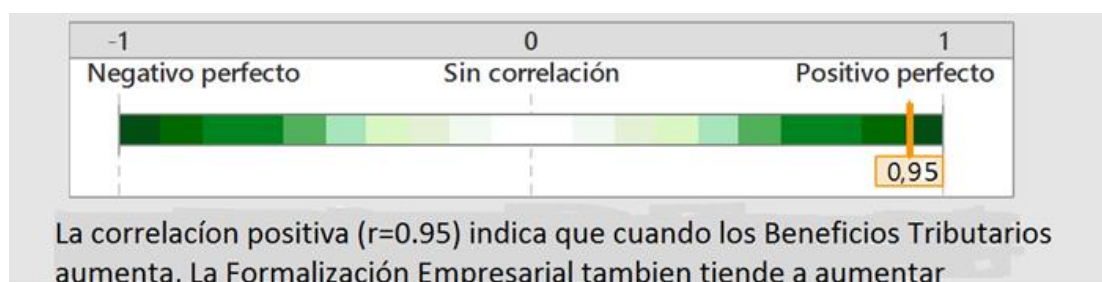 -1 0 1
Negativo perfecto Sin correlación Positivo perfecto
0,95
La correlacíon positiva (r=0.95) indica que cuando los Beneficios Tributarios
aumenta. La Formalización Empresarial tambien tiende a aumentar